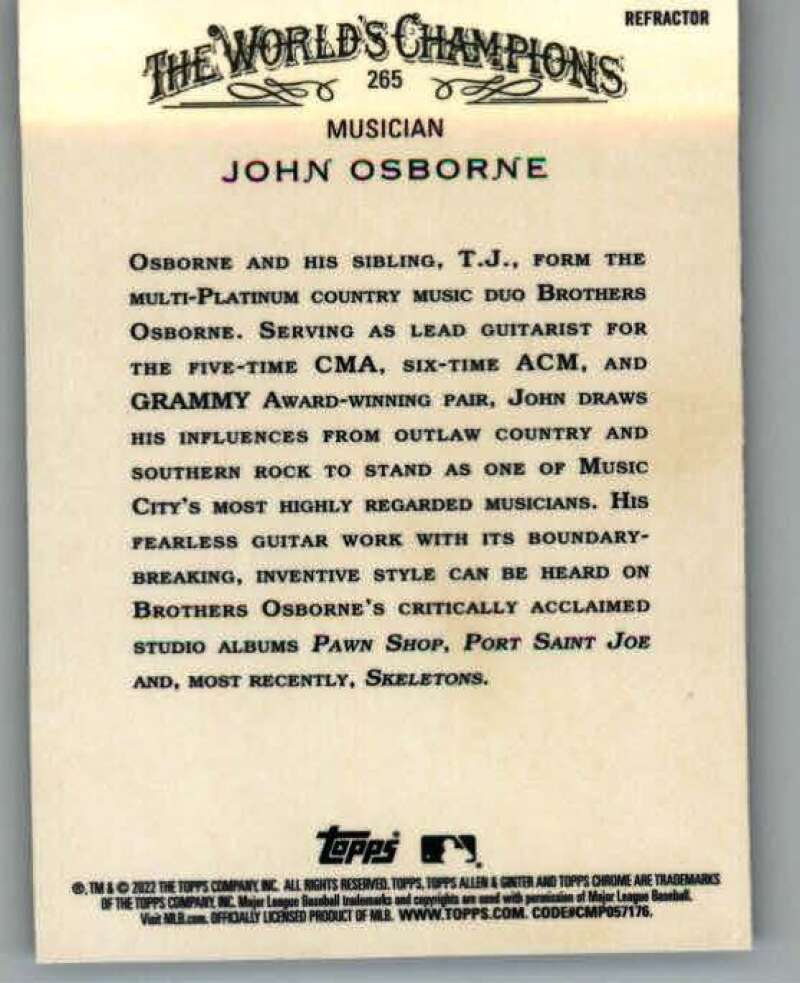 REFRACTOR
THE WORLD'S CHAMPIONS
265
MUSICIAN
JOHN OSBORNE
OSBORNE AND HIS SIBLING, T.J., FORM THE
MULTI-PLATINUM COUNTRY MUSIC DUO BROTHERS
OSBORNE. SERVING AS LEAD GUITARIST FOR
THE FIVE-TIME CMA, SIX-TIME ACM, AND
GRAMMY AWARD-WINNING PAIR, JOHN DRAWS
HIS INFLUENCES FROM OUTLAW COUNTRY AND
SOUTHERN ROCK TO STAND AS ONE OF MUSIC
CITY'S MOST HIGHLY REGARDED MUSICIANS. HIS
FEARLESS GUITAR WORK WITH ITS BOUNDARY-
BREAKING, INVENTIVE STYLE CAN BE HEARD ON
BROTHERS OSBORNE'S CRITICALLY ACCLAIMED
STUDIO ALBUMS PAWN SHOP, PORT SAINT JOE
AND, MOST RECENTLY, SKELETONS.
Topps®
®, TM & © 2022 THE TOPPS COMPANY, INC. ALL RIGHTS RESERVED. TOPPS, TOPPS ALLEN & GINTER AND TOPPS CHROME ARE TRADEMARKS
OF THE TOPPS COMPANY, INC. Major League Baseball trademarks and copyrights are used with permission of Major League Baseball.
Visit MLB.com. OFFICIALLY LICENSED PRODUCT OF MLB. WWW.TOPPS.COM. CODE#CMP057176.